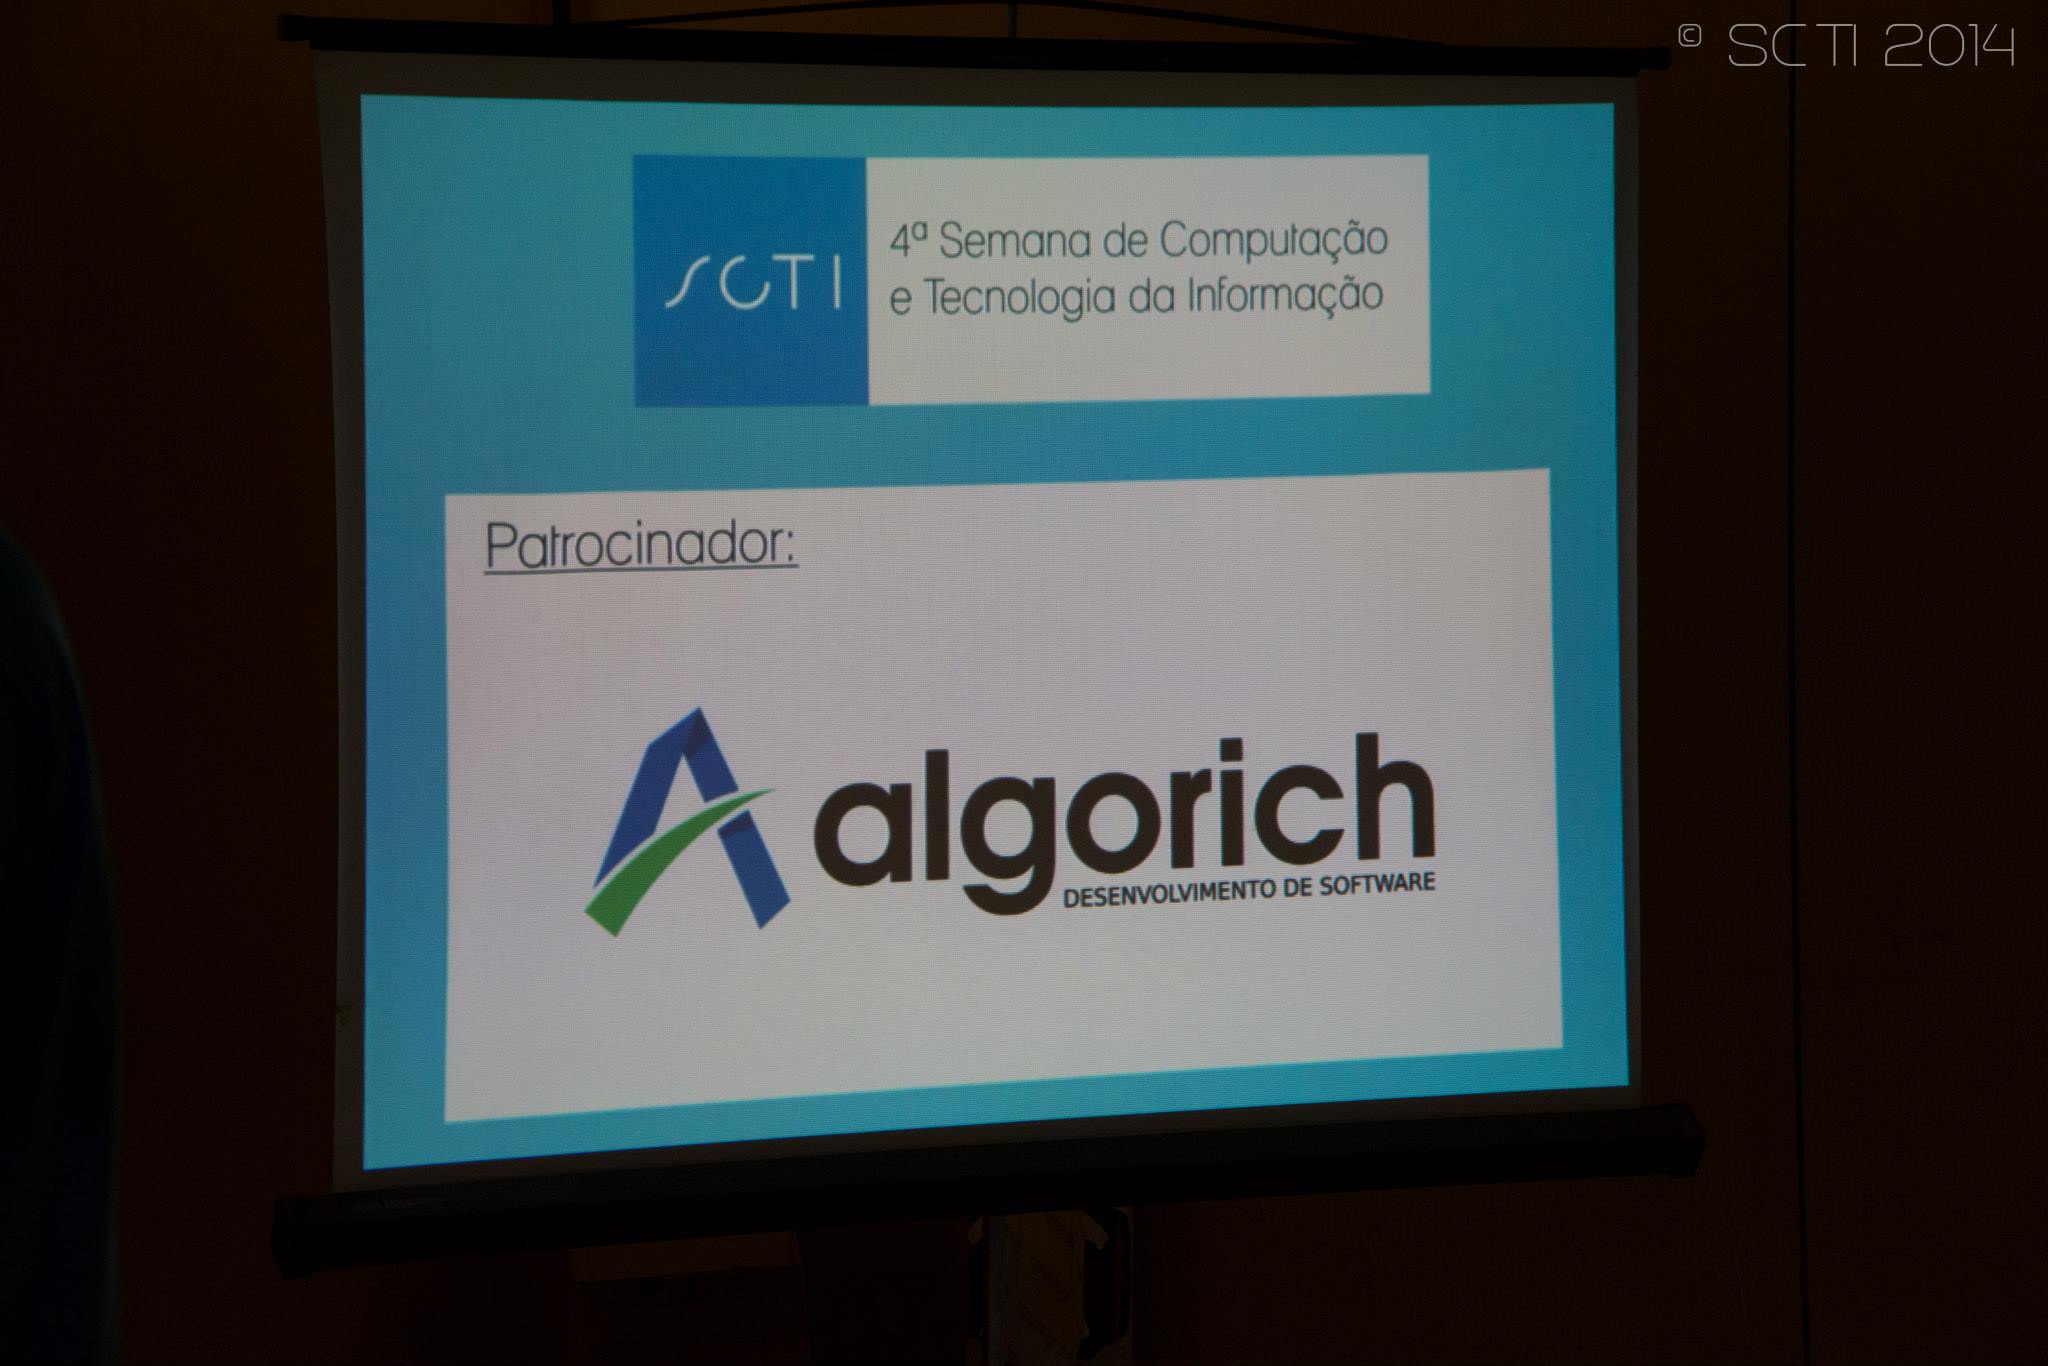 © SCTI 2014
SCTI
4ª Semana de Computação
e Tecnologia da Informação
Patrocinador:
algorich
DESENVOLVIMENTO DE SOFTWARE